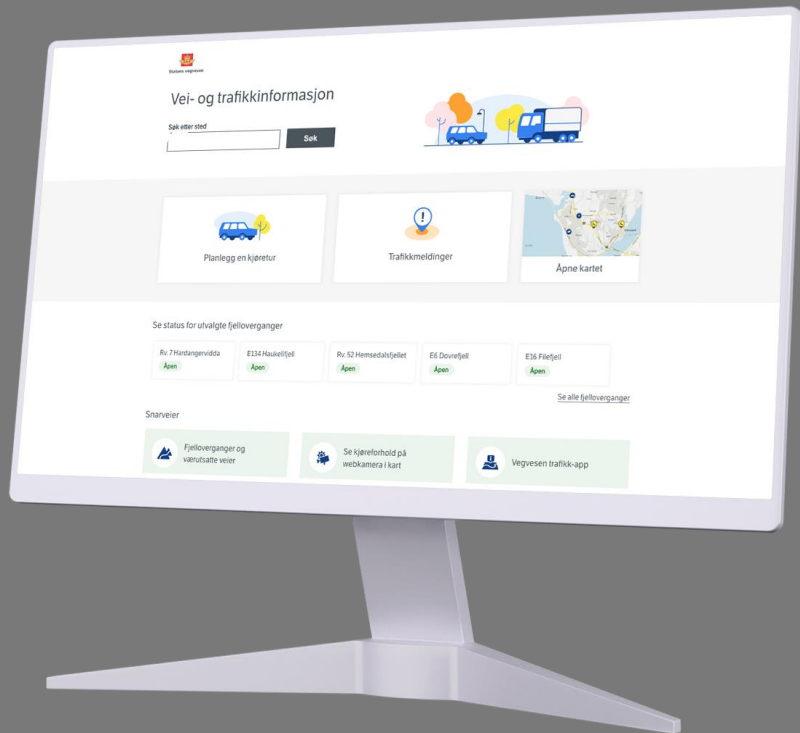 Statens vegvesen
Vei- og trafikkinformasjon
Søk etter sted
Søk
Planlegg en kjøretur
Trafikkmeldinger
Åpne kartet
Se status for utvalgte fjelloverganger
Rv. 7 Hardangervidda
Åpen
E134 Haukelifjell
Åpen
Rv. 52 Hemsedalsfjellet
Åpen
E6 Dovrefjell
Åpen
E16 Filefjell
Åpen
Se alle fjelloverganger
Snarveier
Fjelloverganger og
værutsatte veier
Se kjøreforhold på
webkamera i kart
Vegvesen trafikk-app